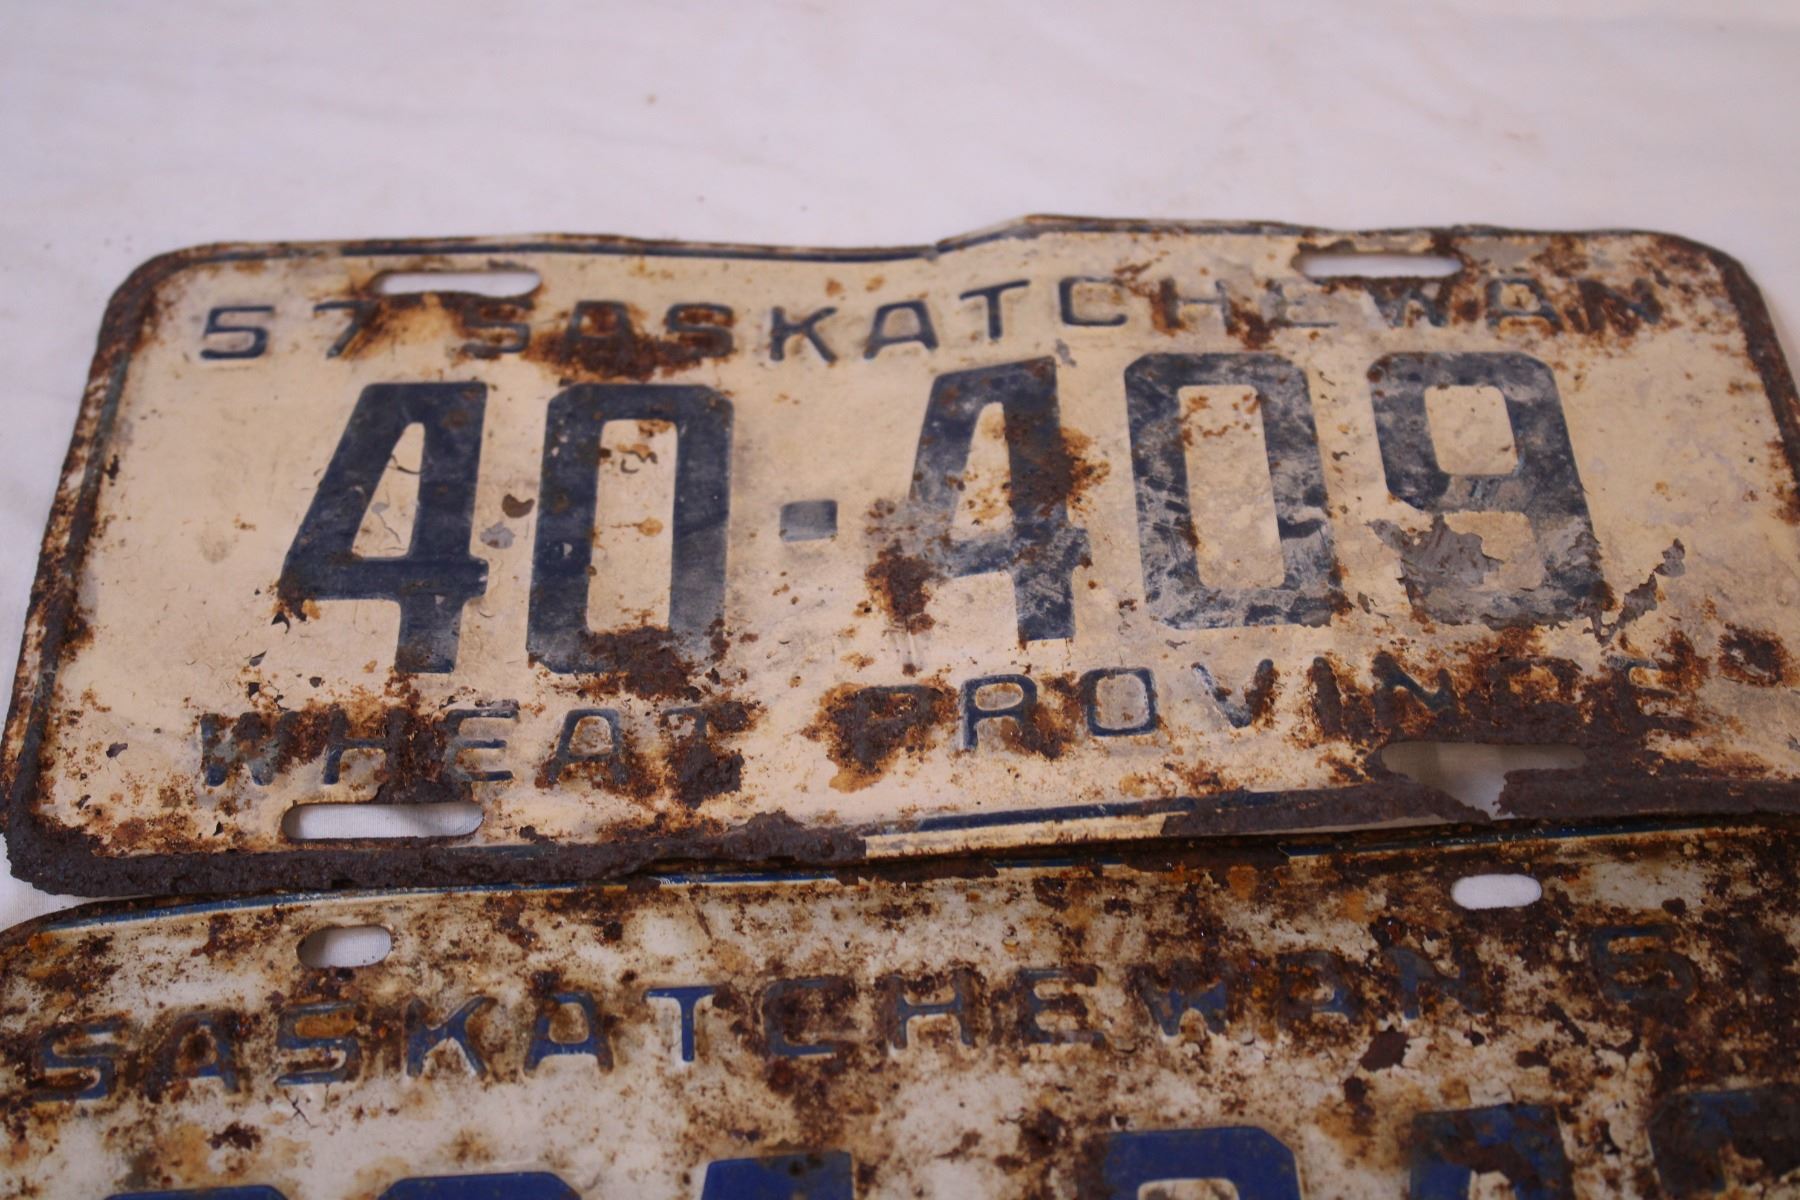 57 SASKATCHEWAN
40-409
WHEAT PROVINCE
SASKATCHEWAN